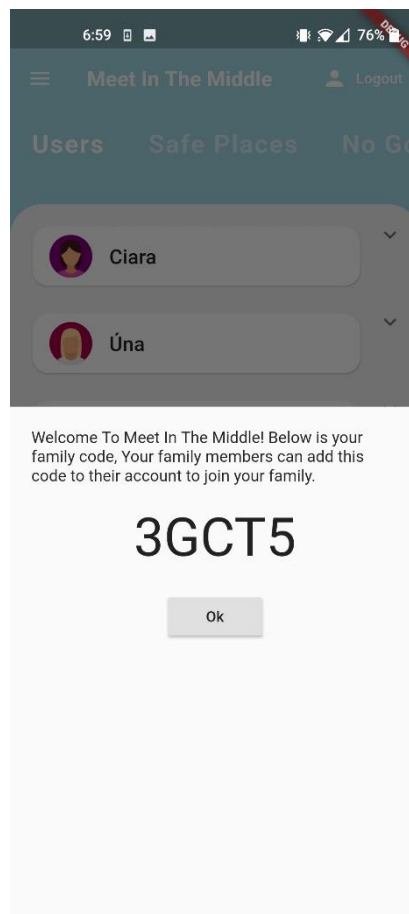 6:59 76% DEBUG
Meet In The Middle Logout
Users Safe Places No Go
Ciara
Úna
Welcome To Meet In The Middle! Below is your
family code, Your family members can add this
code to their account to join your family.
3GCT5
Ok